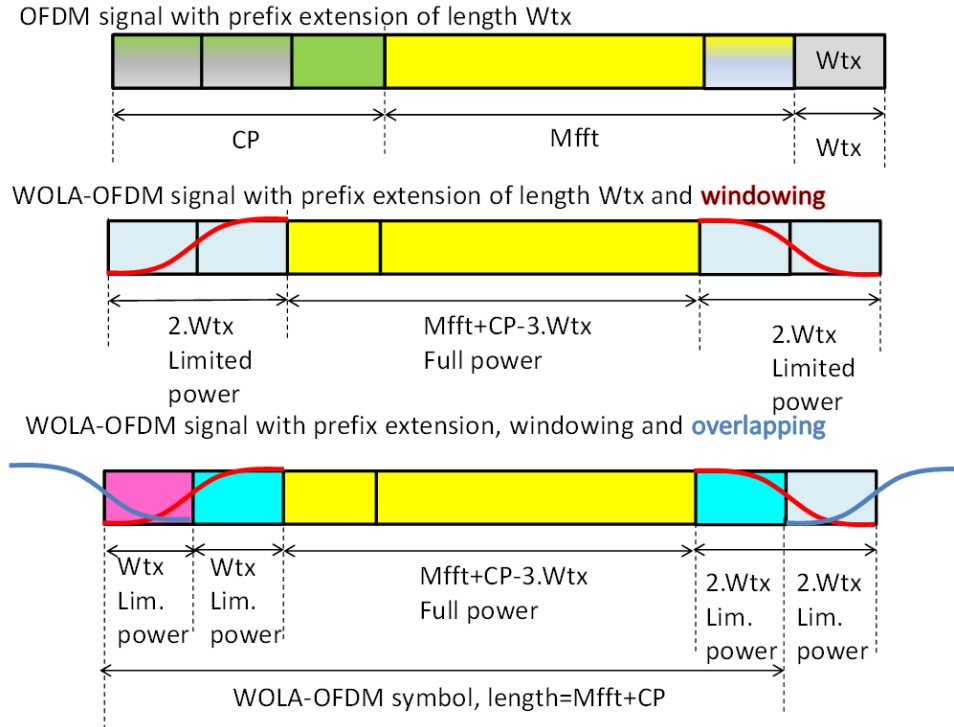 OFDM signal with prefix extension of length Wtx
Wtx
CP
Mfft
Wtx
WOLA-OFDM signal with prefix extension of length Wtx and windowing
2.Wtx
Limited
power
Mfft+CP-3.Wtx
Full power
2.Wtx
Limited
power
WOLA-OFDM signal with prefix extension, windowing and overlapping
Wtx
Lim.
power
Wtx
Lim.
power
Mfft+CP-3.Wtx
Full power
2.Wtx
Lim.
power
2.Wtx
Lim.
power
WOLA-OFDM symbol, length=Mfft+CP